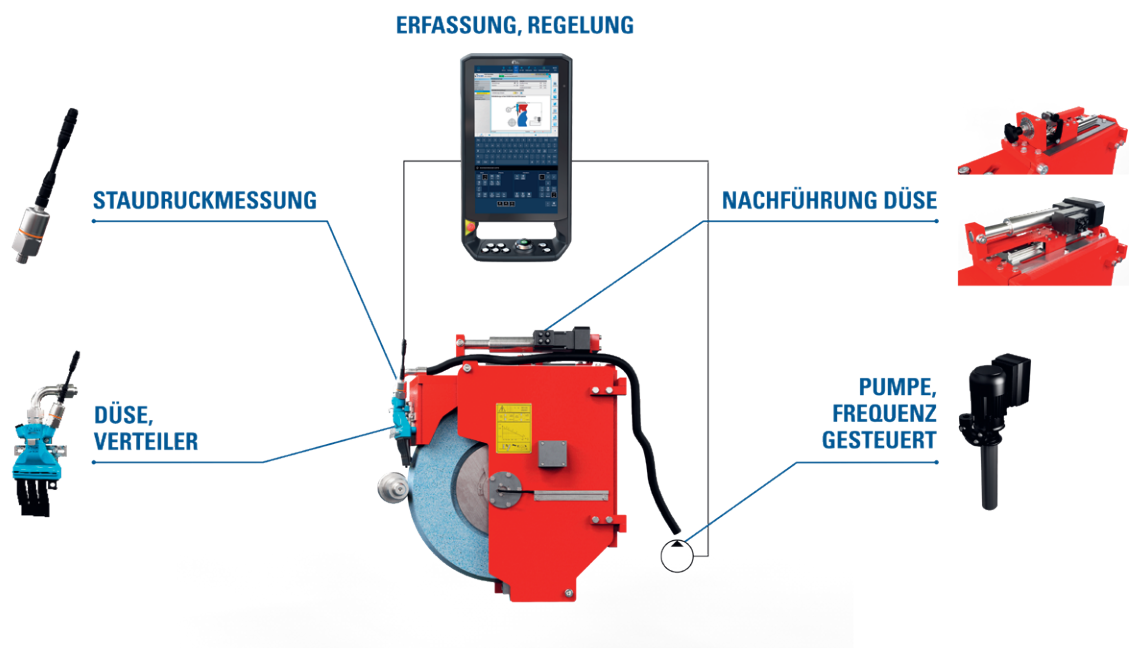 ERFASSUNG, REGELUNG
STAUDRUCKMESSUNG
NACHFÜHRUNG DÜSE
DÜSE,
VERTEILER
PUMPE,
FREQUENZ
GESTEUERT